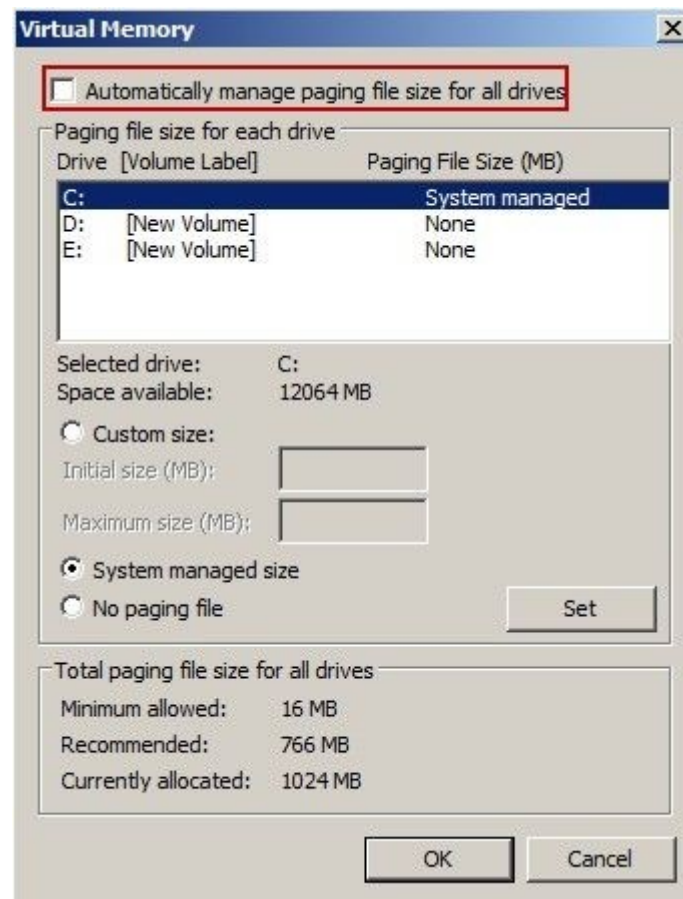 Virtual Memory
Automatically manage paging file size for all drives
Paging file size for each drive
Drive [Volume Label] Paging File Size (MB)
C: System managed
D: [New Volume] None
E: [New Volume] None
Selected drive: C:
Space available: 12064 MB
Custom size:
Initial size (MB):
Maximum size (MB):
System managed size
No paging file Set
Total paging file size for all drives
Minimum allowed: 16 MB
Recommended: 766 MB
Currently allocated: 1024 MB
OK Cancel